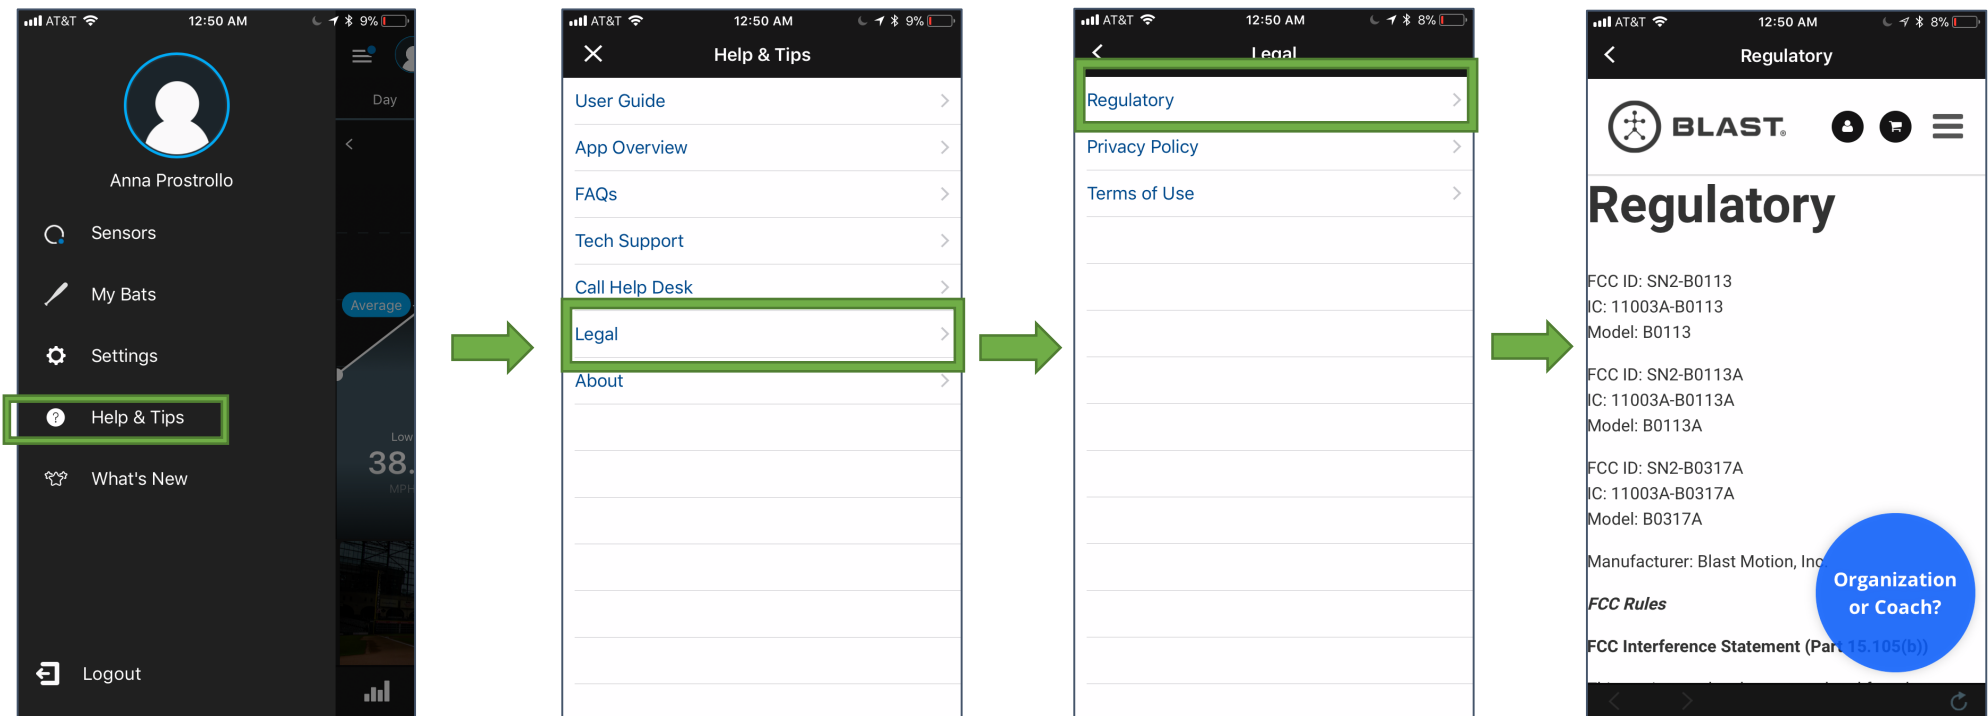 AT&T 12:50 AM 9%
Anna Prostrollo
Sensors
My Bats
Settings
Help & Tips
What's New
Logout
Day
Average
Low
38.
MPH
AT&T 12:50 AM 9%
Help & Tips
User Guide
App Overview
FAQs
Tech Support
Call Help Desk
Legal
About
AT&T 12:50 AM 8%
Legal
Regulatory
Privacy Policy
Terms of Use
AT&T 12:50 AM 8%
Regulatory
BLAST®
Regulatory
FCC ID: SN2-B0113
IC: 11003A-B0113
Model: B0113
FCC ID: SN2-B0113A
IC: 11003A-B0113A
Model: B0113A
FCC ID: SN2-B0317A
IC: 11003A-B0317A
Model: B0317A
Manufacturer: Blast Motion, Inc.
Organization
or Coach?
FCC Rules
FCC Interference Statement (Part 15.105(b))